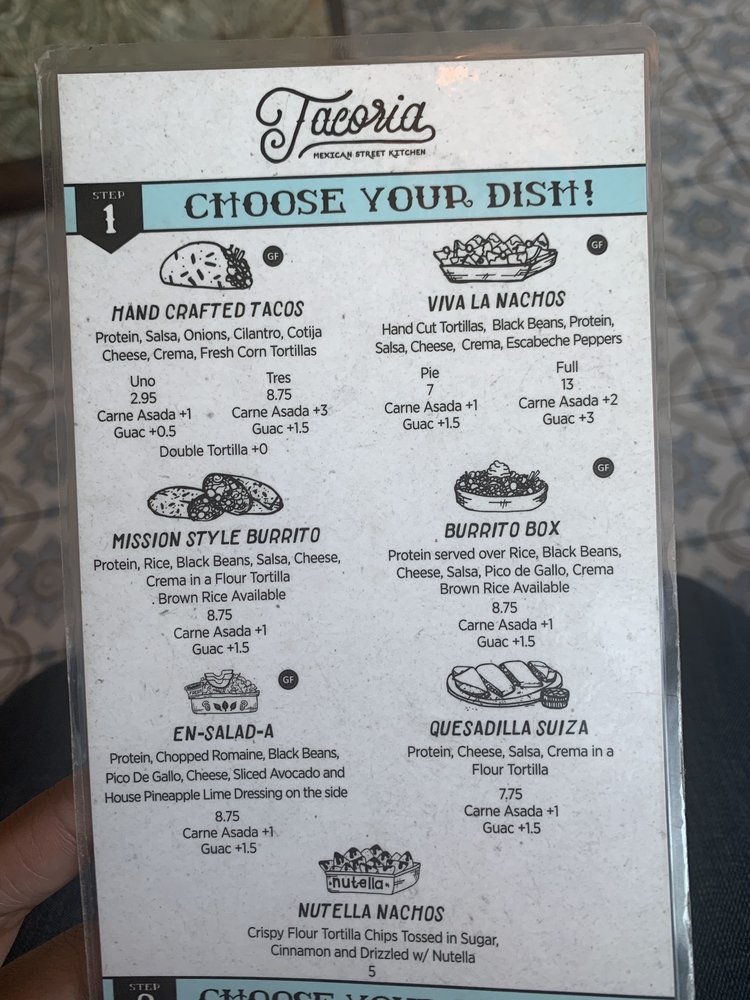 Tacoria
MEXICAN STREET KITCHEN
STEP
1
CHOOSE YOUR DISH!
GF
HAND CRAFTED TACOS
Protein, Salsa, Onions, Cilantro, Cotija
Cheese, Crema, Fresh Corn Tortillas
Uno
2.95
Carne Asada +1
Guac +0.5
Tres
8.75
Carne Asada +3
Guac +1.5
Double Tortilla +0
GF
VIVA LA NACHOS
Hand Cut Tortillas, Black Beans, Protein,
Salsa, Cheese, Crema, Escabeche Peppers
Pie
7
Carne Asada +1
Guac +1.5
Full
13
Carne Asada +2
Guac +3
MISSION STYLE BURRITO
Protein, Rice, Black Beans, Salsa, Cheese,
Crema in a Flour Tortilla
Brown Rice Available
8.75
Carne Asada +1
Guac +1.5
GF
BURRITO BOX
Protein served over Rice, Black Beans,
Cheese, Salsa, Pico de Gallo, Crema
Brown Rice Available
8.75
Carne Asada +1
Guac +1.5
GF
EN-SALAD-A
Protein, Chopped Romaine, Black Beans,
Pico De Gallo, Cheese, Sliced Avocado and
House Pineapple Lime Dressing on the side
8.75
Carne Asada +1
Guac +1.5
QUESADILLA SUIZA
Protein, Cheese, Salsa, Crema in a
Flour Tortilla
7.75
Carne Asada +1
Guac +1.5
nutella
NUTELLA NACHOS
Crispy Flour Tortilla Chips Tossed in Sugar,
Cinnamon and Drizzled w/ Nutella
5
STEP
CHOOSE YOUR